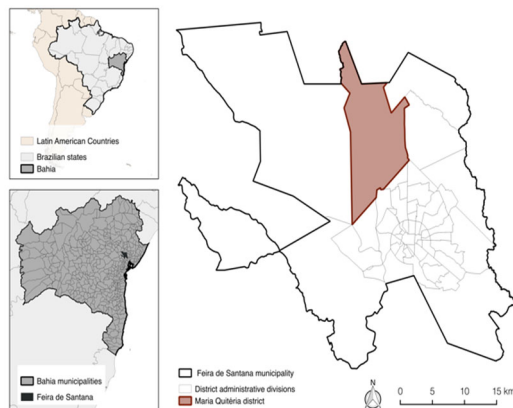 Latin American Countries
Brazilian states
Bahia
Bahia municipalities
Feira de Santana
Feira de Santana municipality
District administrative divisions
Maria Quitéria district
N
0 5 10 15 km